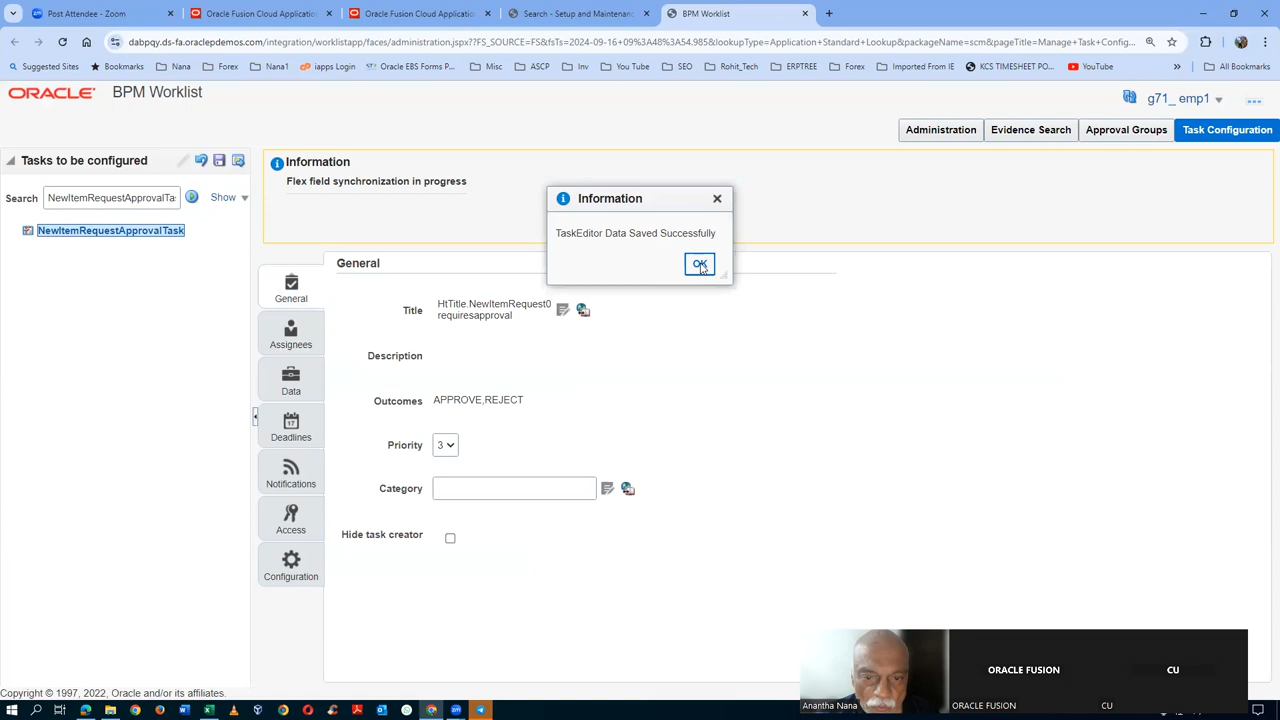 Post Attendee - Zoom
Oracle Fusion Cloud Application
Oracle Fusion Cloud Application
Search - Setup and Maintenanc
BPM Worklist
dabpqy.ds-fa.oraclepdemos.com/integration/worklistapp/faces/administration.jspx??FS_SOURCE=FS&fsTs=2024-09-16+09%3A48%3A54.985&lookupType=Application+Standard+Lookup&packageName=scm&pageTitle=Manage+Task+Config...
Suggested Sites
Bookmarks
Nana
Forex
Nana1
iapps Login
Oracle EBS Forms P...
Misc
ASCP
Inv
You Tube
SEO
Rohit_Tech
ERPTREE
Forex
Imported From IE
KCS TIMESHEET PO...
YouTube
»
All Bookmarks
ORACLE® BPM Worklist
g71_ emp1
Administration
Evidence Search
Approval Groups
Task Configuration
Tasks to be configured
Search
NewItemRequestApprovalTa
Show
NewItemRequestApprovalTask
Information
Flex field synchronization in progress
Information
TaskEditor Data Saved Successfully
OK
General
Assignees
Data
Deadlines
Notifications
Access
Configuration
General
Title
HtTitle.NewItemRequest0
requiresapproval
Description
Outcomes
APPROVE,REJECT
Priority
3
Category
Hide task creator
Anantha Nana
ORACLE FUSION
ORACLE FUSION
CU
CU
Copyright © 1997, 2022, Oracle and/or its affiliates.